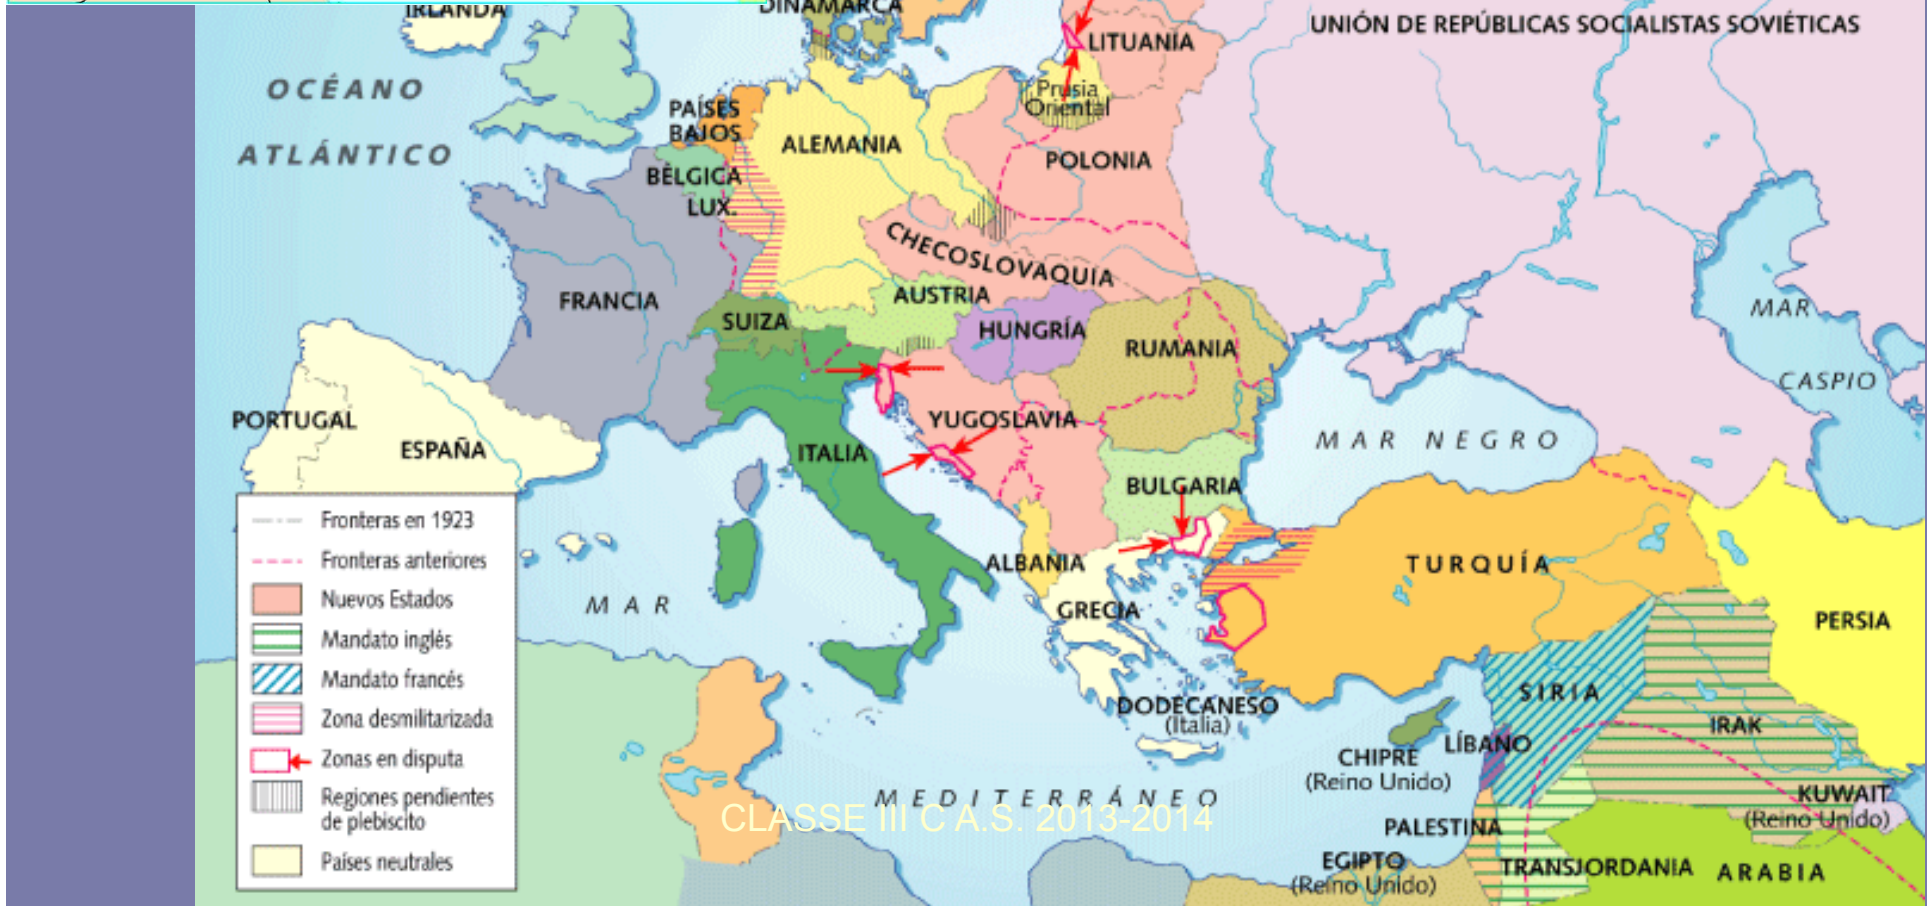 IRLANDA
DINAMARCA
UNIÓN DE REPÚBLICAS SOCIALISTAS SOVIÉTICAS
LITUANIA
OCÉANO
ATLÁNTICO
PAÍSES
BAJOS
Prusia
Oriental
ALEMANIA
POLONIA
BÉLGICA
LUX.
CHECOSLOVAQUIA
FRANCIA
AUSTRIA
SUIZA
HUNGRÍA
RUMANIA
MAR
CASPIO
PORTUGAL
ESPAÑA
ITALIA
YUGOSLAVIA
MAR NEGRO
BULGARIA
ALBANIA
GRECIA
TURQUÍA
PERSIA
MAR
MEDITERRÁNEO
DODECANESO
(Italia)
SIRIA
IRAK
LÍBANO
CHIPRE
(Reino Unido)
KUWAIT
(Reino Unido)
PALESTINA
EGIPTO
(Reino Unido)
TRANSJORDANIA
ARABIA
Fronteras en 1923
Fronteras anteriores
Nuevos Estados
Mandato inglés
Mandato francés
Zona desmilitarizada
Zonas en disputa
Regiones pendientes
de plebiscito
Países neutrales
CLASSE III C A.S. 2013-2014